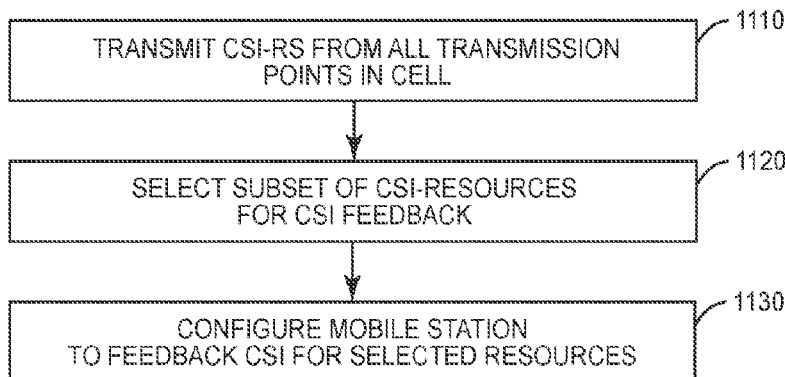 TRANSMIT CSI-RS FROM ALL TRANSMISSION
POINTS IN CELL
1110
SELECT SUBSET OF CSI-RESOURCES
FOR CSI FEEDBACK
1120
CONFIGURE MOBILE STATION
TO FEEDBACK CSI FOR SELECTED RESOURCES
1130